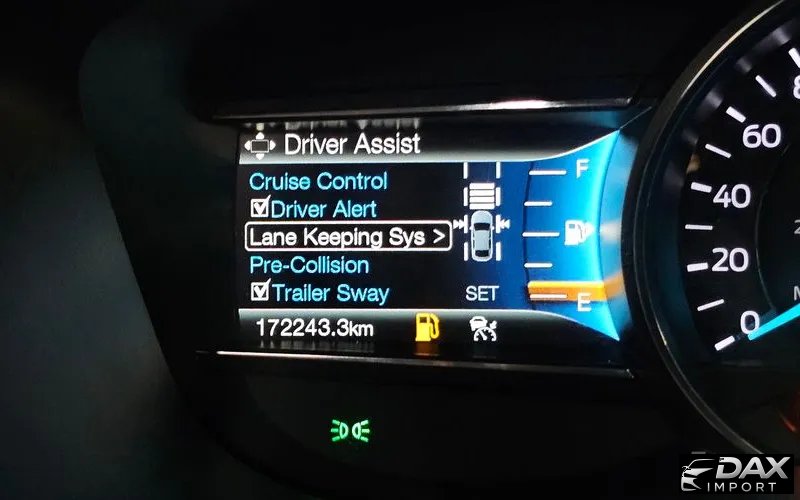 Driver Assist
Cruise Control
Driver Alert
Lane Keeping Sys >
Pre-Collision
Trailer Sway
SET
172243.3km
F
E
60
40
20
0
DAX
IMPORT